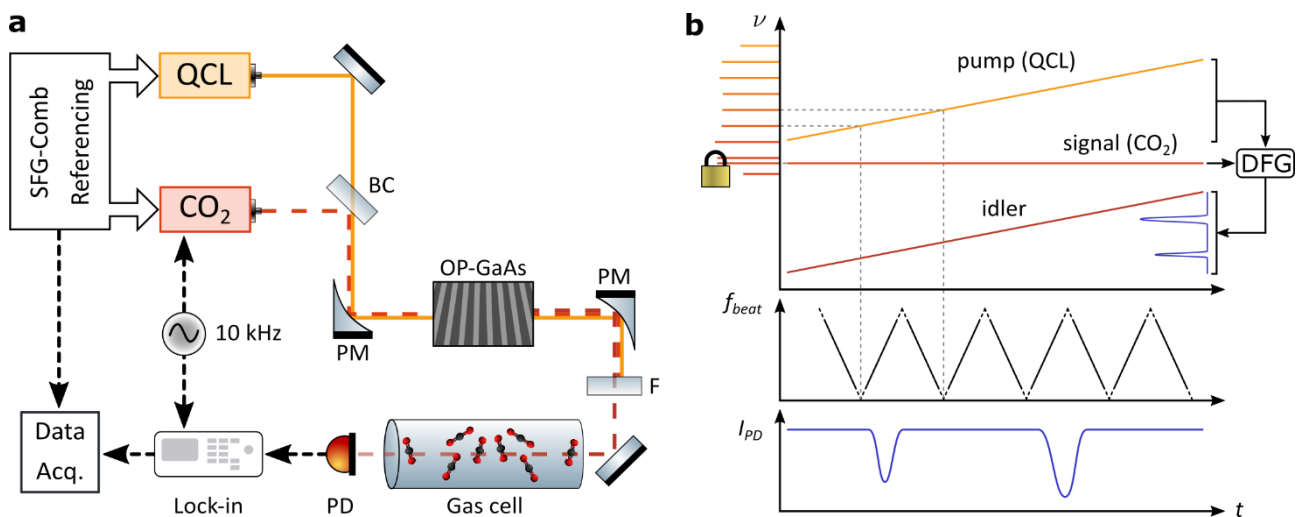 a
SFG-Comb
Referencing
QCL
CO₂
BC
OP-GaAs
PM
PM
10 kHz
F
Data
Acq.
Lock-in
PD
Gas cell
b
ν
pump (QCL)
signal (CO₂)
DFG
idler
f_beat
I_PD
t